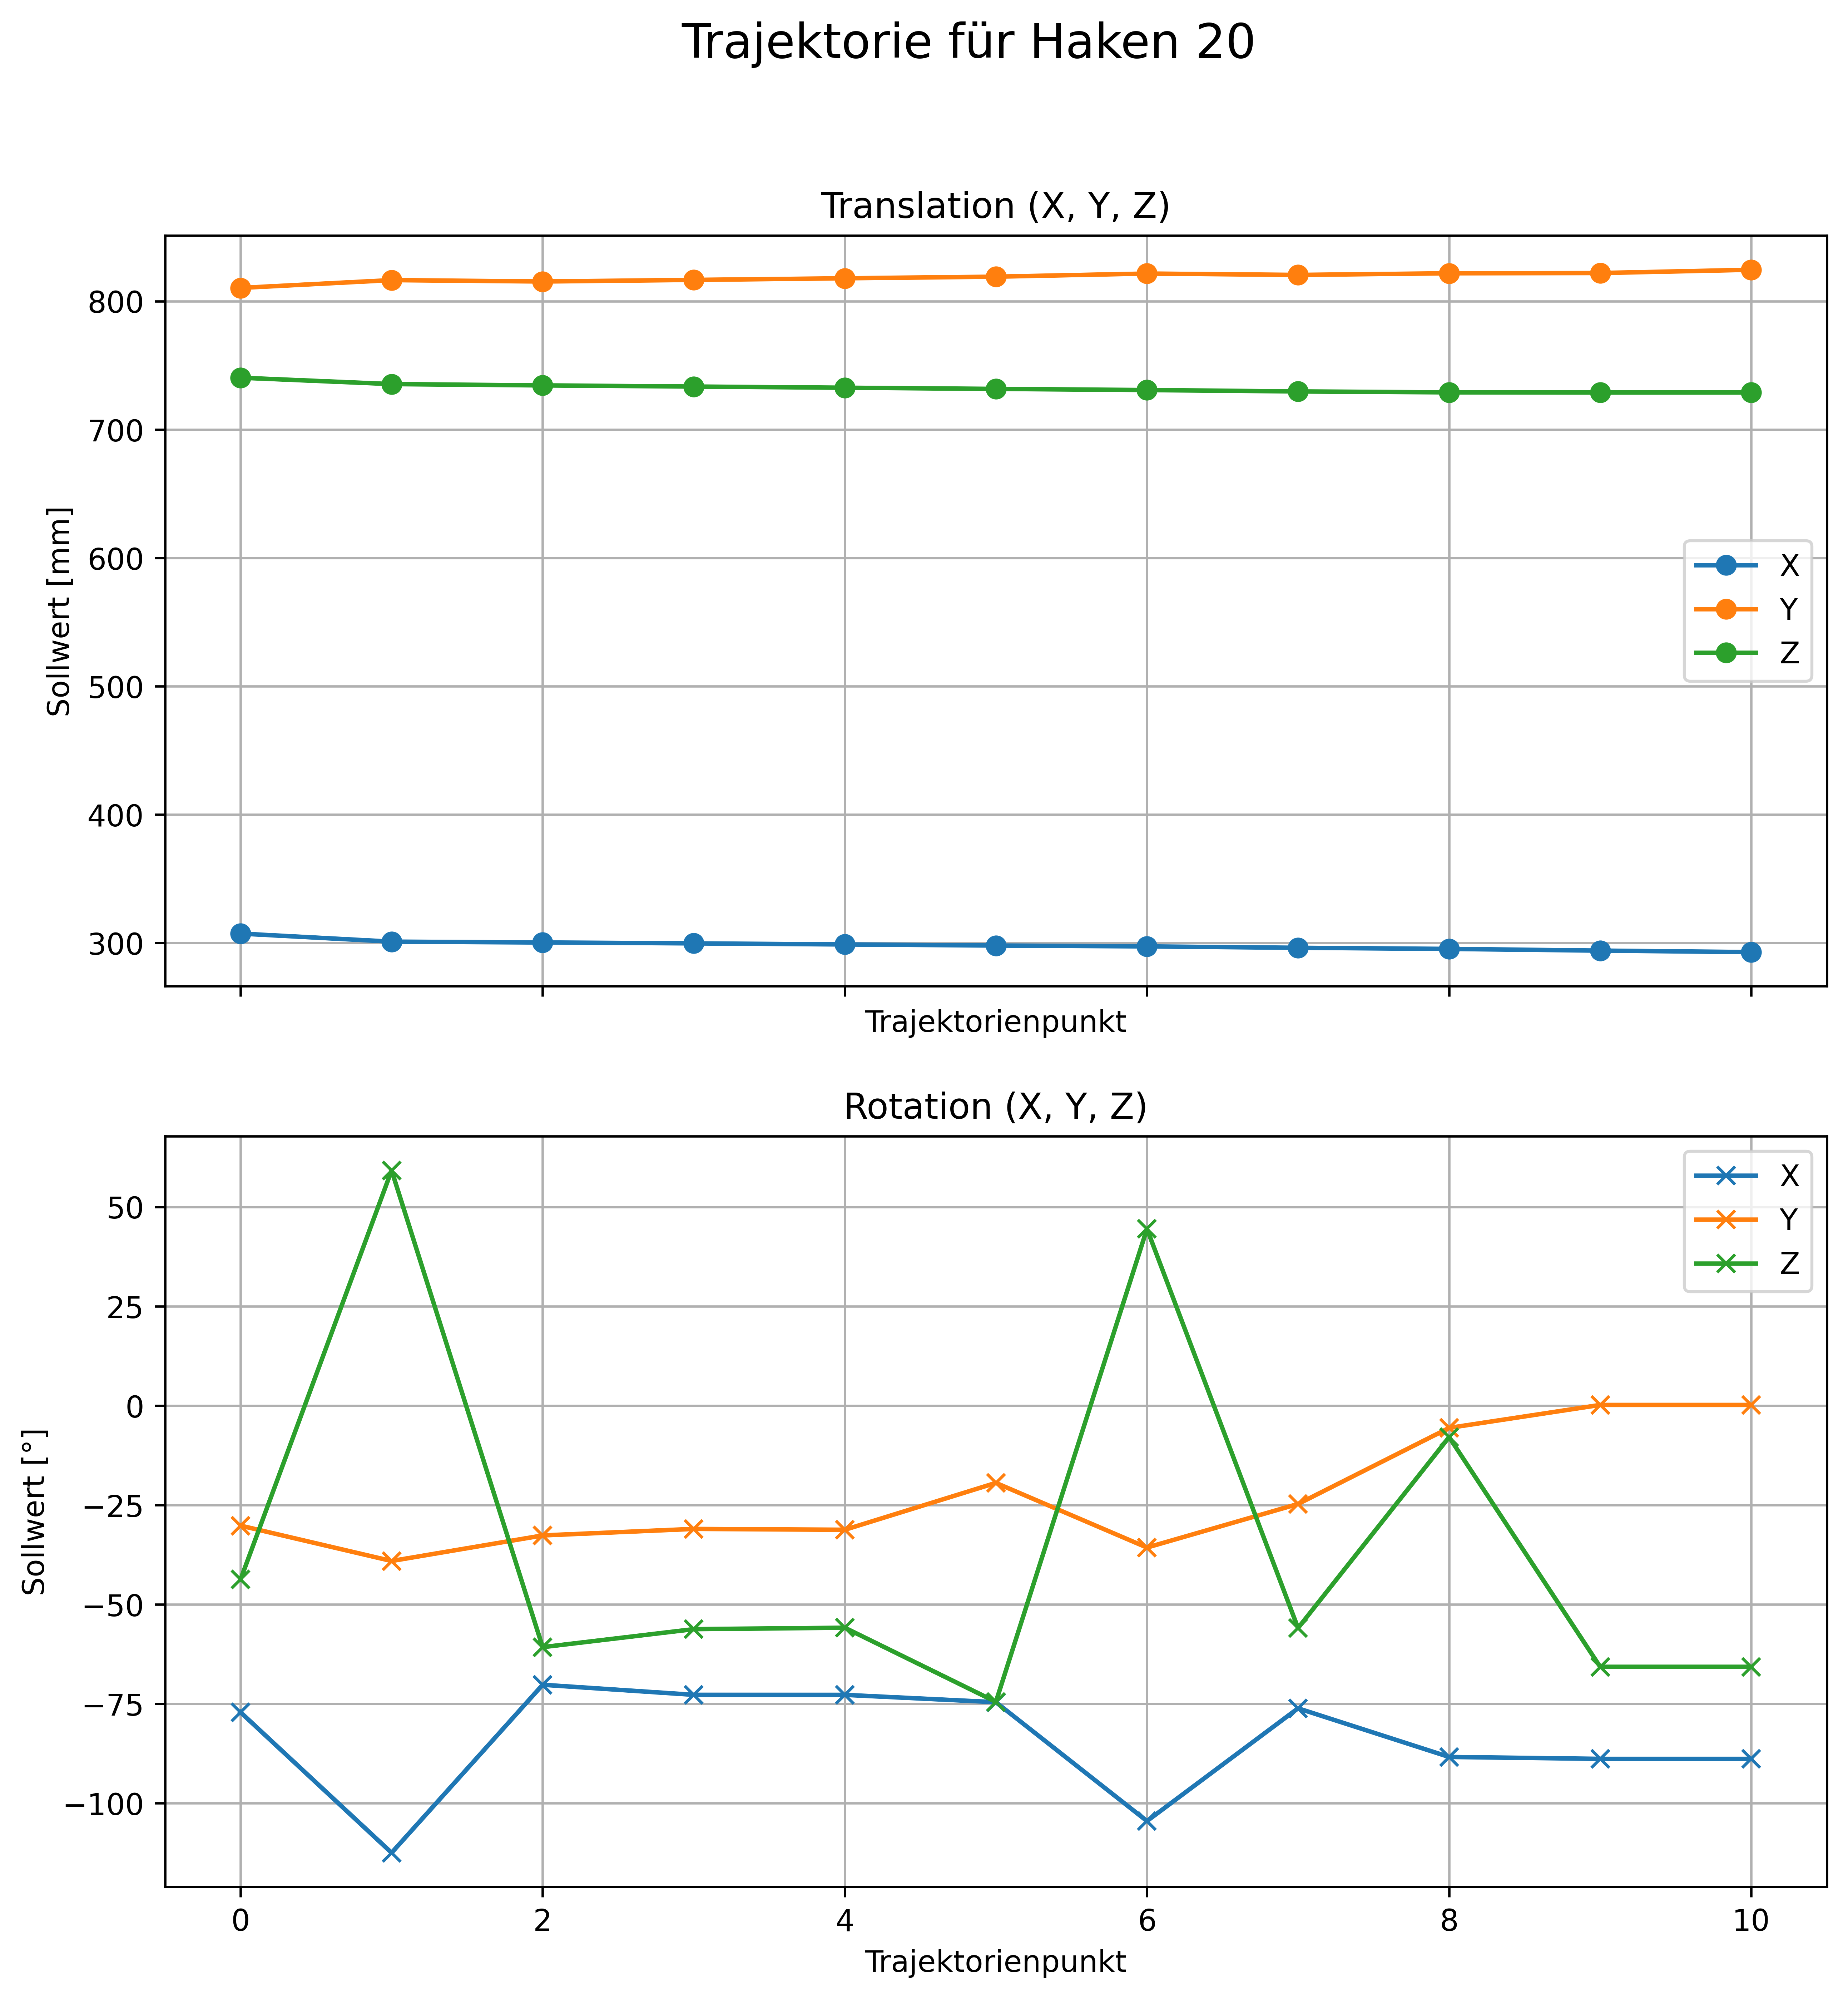 Trajektorie für Haken 20
Translation (X, Y, Z)
800
700
600
500
400
300
Sollwert [mm]
X
Y
Z
Trajektorienpunkt
Rotation (X, Y, Z)
50
25
0
−25
−50
−75
−100
Sollwert [°]
X
Y
Z
0 2 4 6 8 10
Trajektorienpunkt